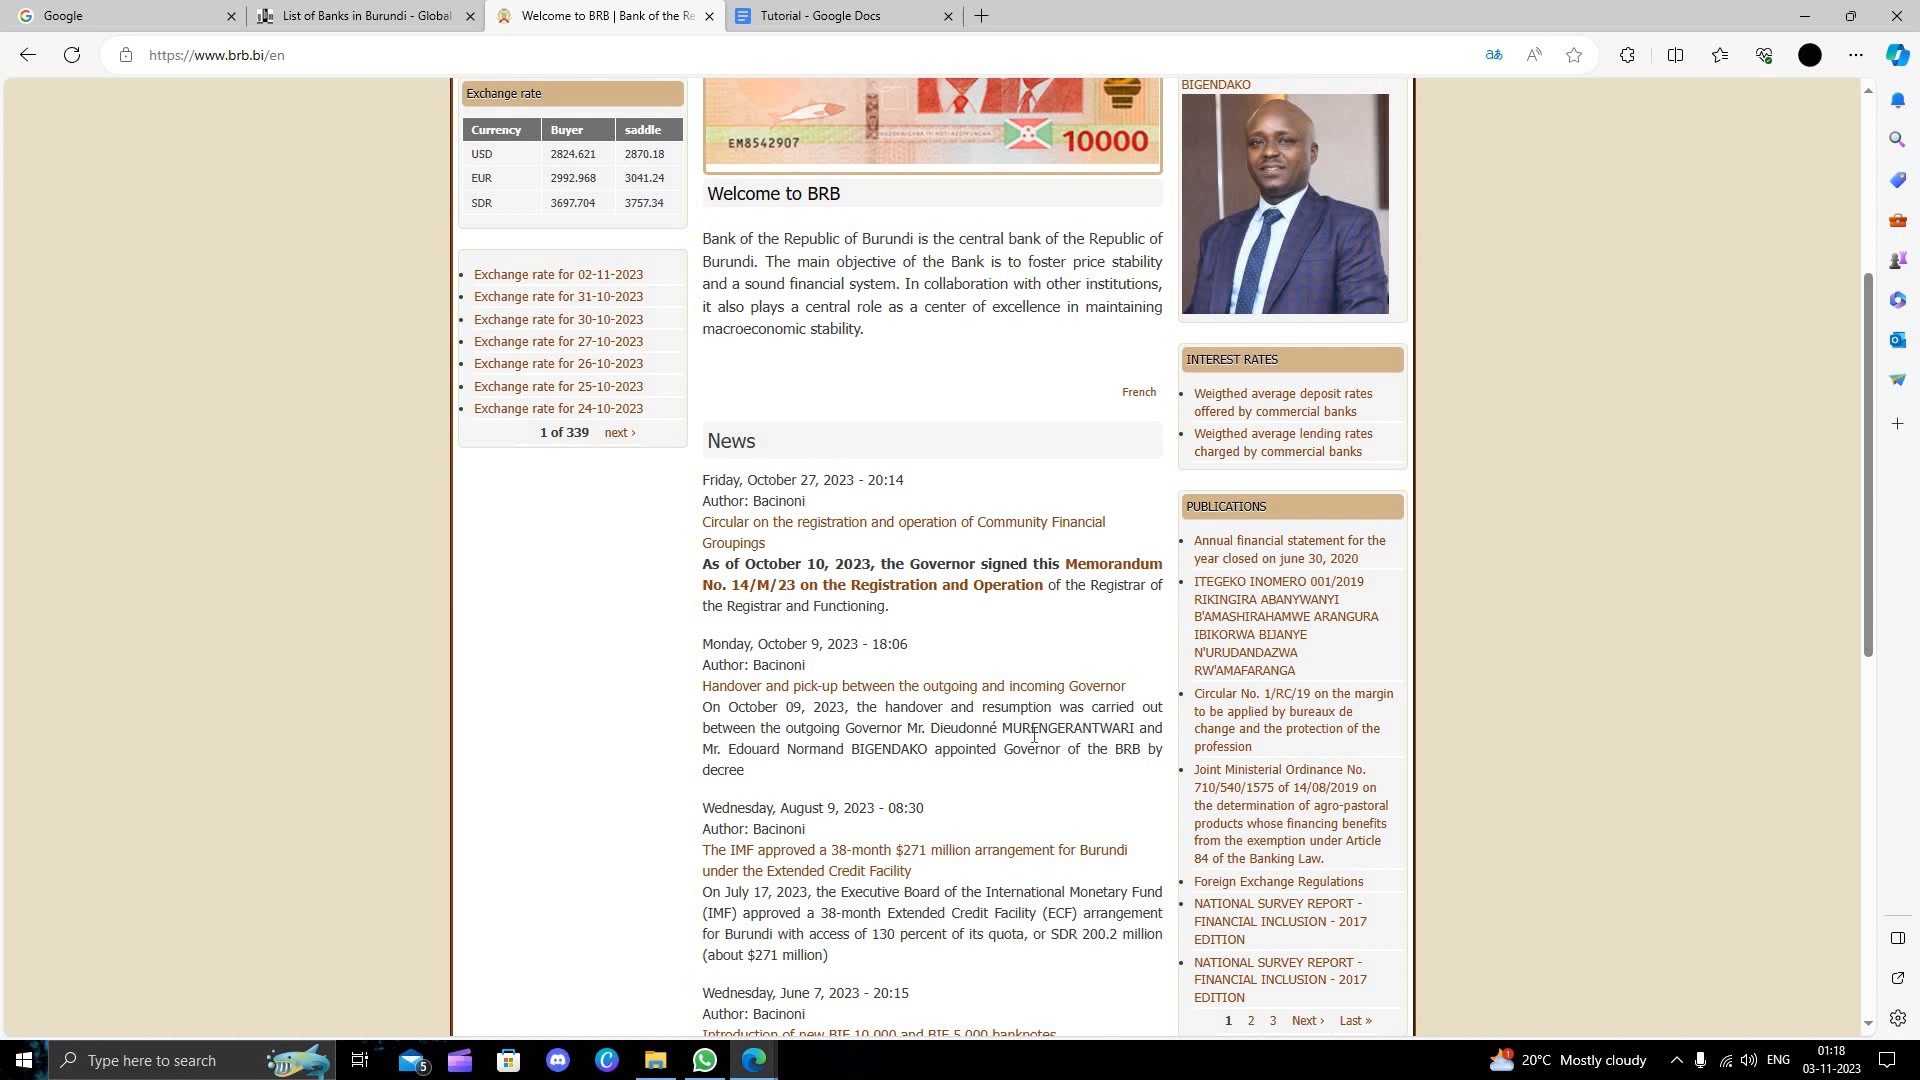 Google
List of Banks in Burundi - Global
Welcome to BRB | Bank of the Re
Tutorial - Google Docs
https://www.brb.bi/en
Exchange rate
Currency Buyer saddle
USD 2824.621 2870.18
EUR 2992.968 3041.24
SDR 3697.704 3757.34
Exchange rate for 02-11-2023
Exchange rate for 31-10-2023
Exchange rate for 30-10-2023
Exchange rate for 27-10-2023
Exchange rate for 26-10-2023
Exchange rate for 25-10-2023
Exchange rate for 24-10-2023
1 of 339 next ›
EM8542907
10000
Welcome to BRB
Bank of the Republic of Burundi is the central bank of the Republic of
Burundi. The main objective of the Bank is to foster price stability
and a sound financial system. In collaboration with other institutions,
it also plays a central role as a center of excellence in maintaining
macroeconomic stability.
French
News
Friday, October 27, 2023 - 20:14
Author: Bacinoni
Circular on the registration and operation of Community Financial
Groupings
As of October 10, 2023, the Governor signed this Memorandum
No. 14/M/23 on the Registration and Operation of the Registrar of
the Registrar and Functioning.
Monday, October 9, 2023 - 18:06
Author: Bacinoni
Handover and pick-up between the outgoing and incoming Governor
On October 09, 2023, the handover and resumption was carried out
between the outgoing Governor Mr. Dieudonné MURENGERANTWARI and
Mr. Edouard Normand BIGENDAKO appointed Governor of the BRB by
decree
Wednesday, August 9, 2023 - 08:30
Author: Bacinoni
The IMF approved a 38-month $271 million arrangement for Burundi
under the Extended Credit Facility
On July 17, 2023, the Executive Board of the International Monetary Fund
(IMF) approved a 38-month Extended Credit Facility (ECF) arrangement
for Burundi with access of 130 percent of its quota, or SDR 200.2 million
(about $271 million)
Wednesday, June 7, 2023 - 20:15
Author: Bacinoni
Introduction of new BIF 10,000 and BIF 5,000 banknotes
BIGENDAKO
INTEREST RATES
Weigthed average deposit rates
offered by commercial banks
Weigthed average lending rates
charged by commercial banks
PUBLICATIONS
Annual financial statement for the
year closed on june 30, 2020
ITEGEKO INOMERO 001/2019
RIKINGIRA ABANYWANYI
B'AMASHIRAHAMWE ARANGURA
IBIKORWA BIJANYE
N'URUDANDAZWA
RW'AMAFARANGA
Circular No. 1/RC/19 on the margin
to be applied by bureaux de
change and the protection of the
profession
Joint Ministerial Ordinance No.
710/540/1575 of 14/08/2019 on
the determination of agro-pastoral
products whose financing benefits
from the exemption under Article
84 of the Banking Law.
Foreign Exchange Regulations
NATIONAL SURVEY REPORT -
FINANCIAL INCLUSION - 2017
EDITION
NATIONAL SURVEY REPORT -
FINANCIAL INCLUSION - 2017
EDITION
1 2 3 Next › Last »
Type here to search
5
1
20°C Mostly cloudy
ENG
01:18
03-11-2023